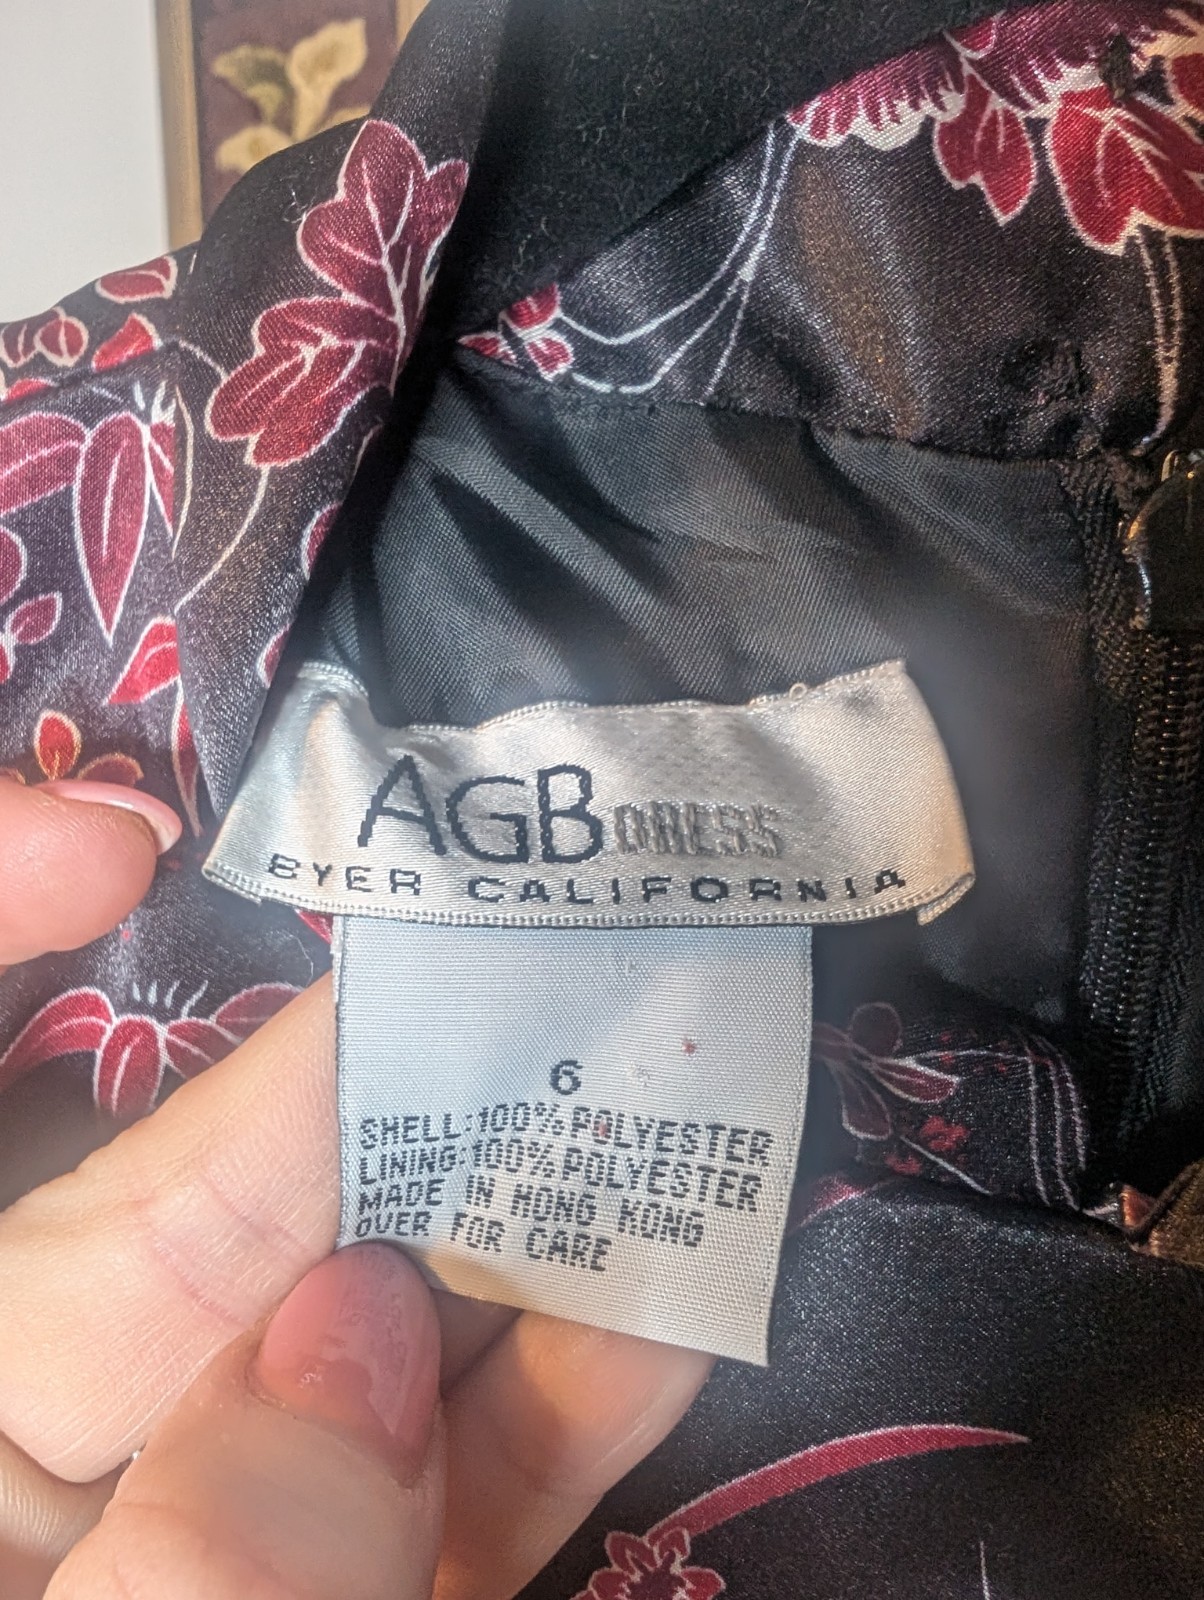 AGB DRESS
BYER CALIFORNIA
6
SHELL:100% POLYESTER
LINING:100% POLYESTER
MADE IN HONG KONG
OVER FOR CARE